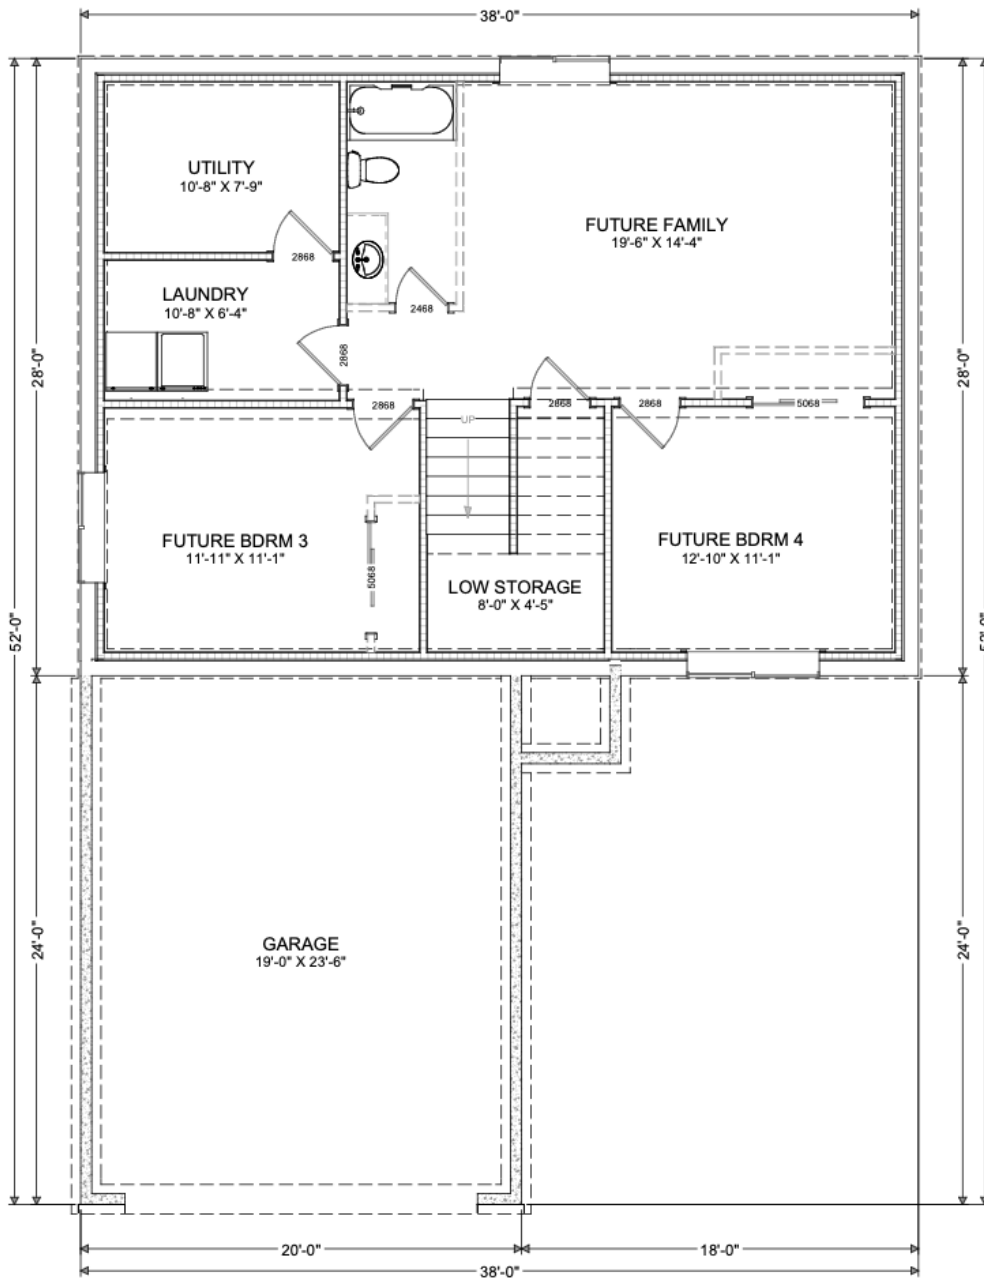 38'-0"
UTILITY
10'-8" X 7'-9"
FUTURE FAMILY
19'-6" X 14'-4"
2868
LAUNDRY
10'-8" X 6'-4"
2468
2868
28'-0"
28'-0"
2868
2868
2868
5068
UP
FUTURE BDRM 3
11'-11" X 11'-1"
FUTURE BDRM 4
12'-10" X 11'-1"
5068
LOW STORAGE
8'-0" X 4'-5"
52'-0"
GARAGE
19'-0" X 23'-6"
24'-0"
24'-0"
20'-0"
18'-0"
38'-0"